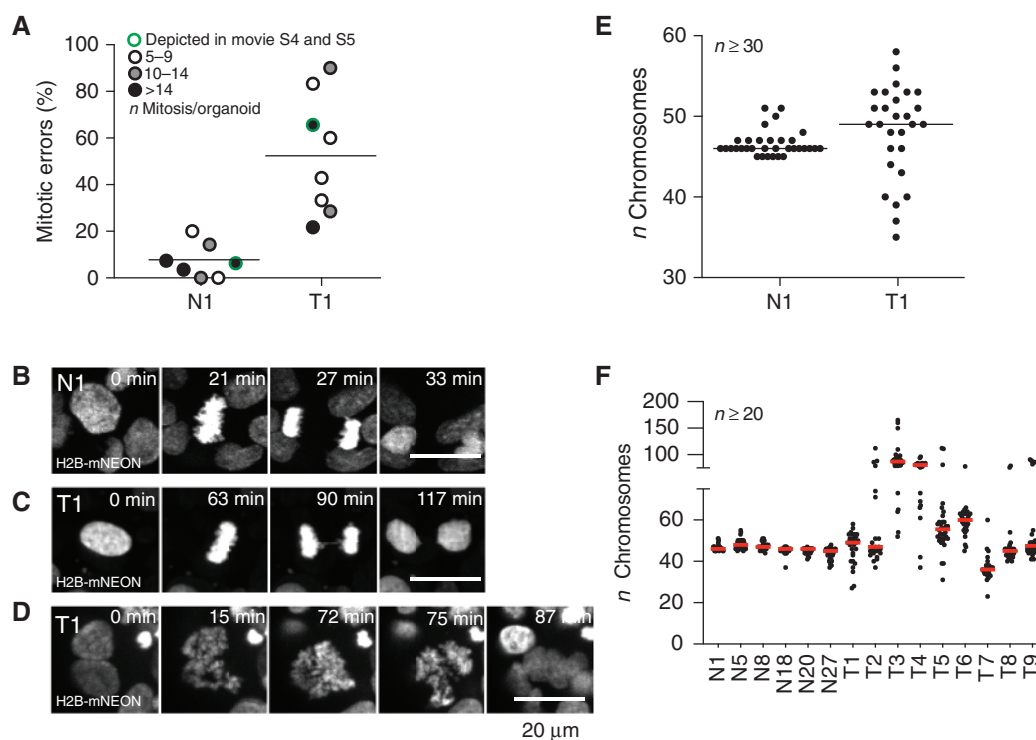 A
Mitotic errors (%)
100
80
60
40
20
0
Depicted in movie S4 and S5
5–9
10–14
>14
n Mitosis/organoid
N1
T1
E
n Chromosomes
60
50
40
30
n ≥ 30
N1
T1
B
N1
0 min
21 min
27 min
33 min
H2B-mNEON
C
T1
0 min
63 min
90 min
117 min
H2B-mNEON
D
T1
0 min
15 min
72 min
75 min
87 min
H2B-mNEON
20 μm
F
n Chromosomes
200
150
100
60
40
20
0
n ≥ 20
N1
N5
N8
N18
N20
N27
T1
T2
T3
T4
T5
T6
T7
T8
T9